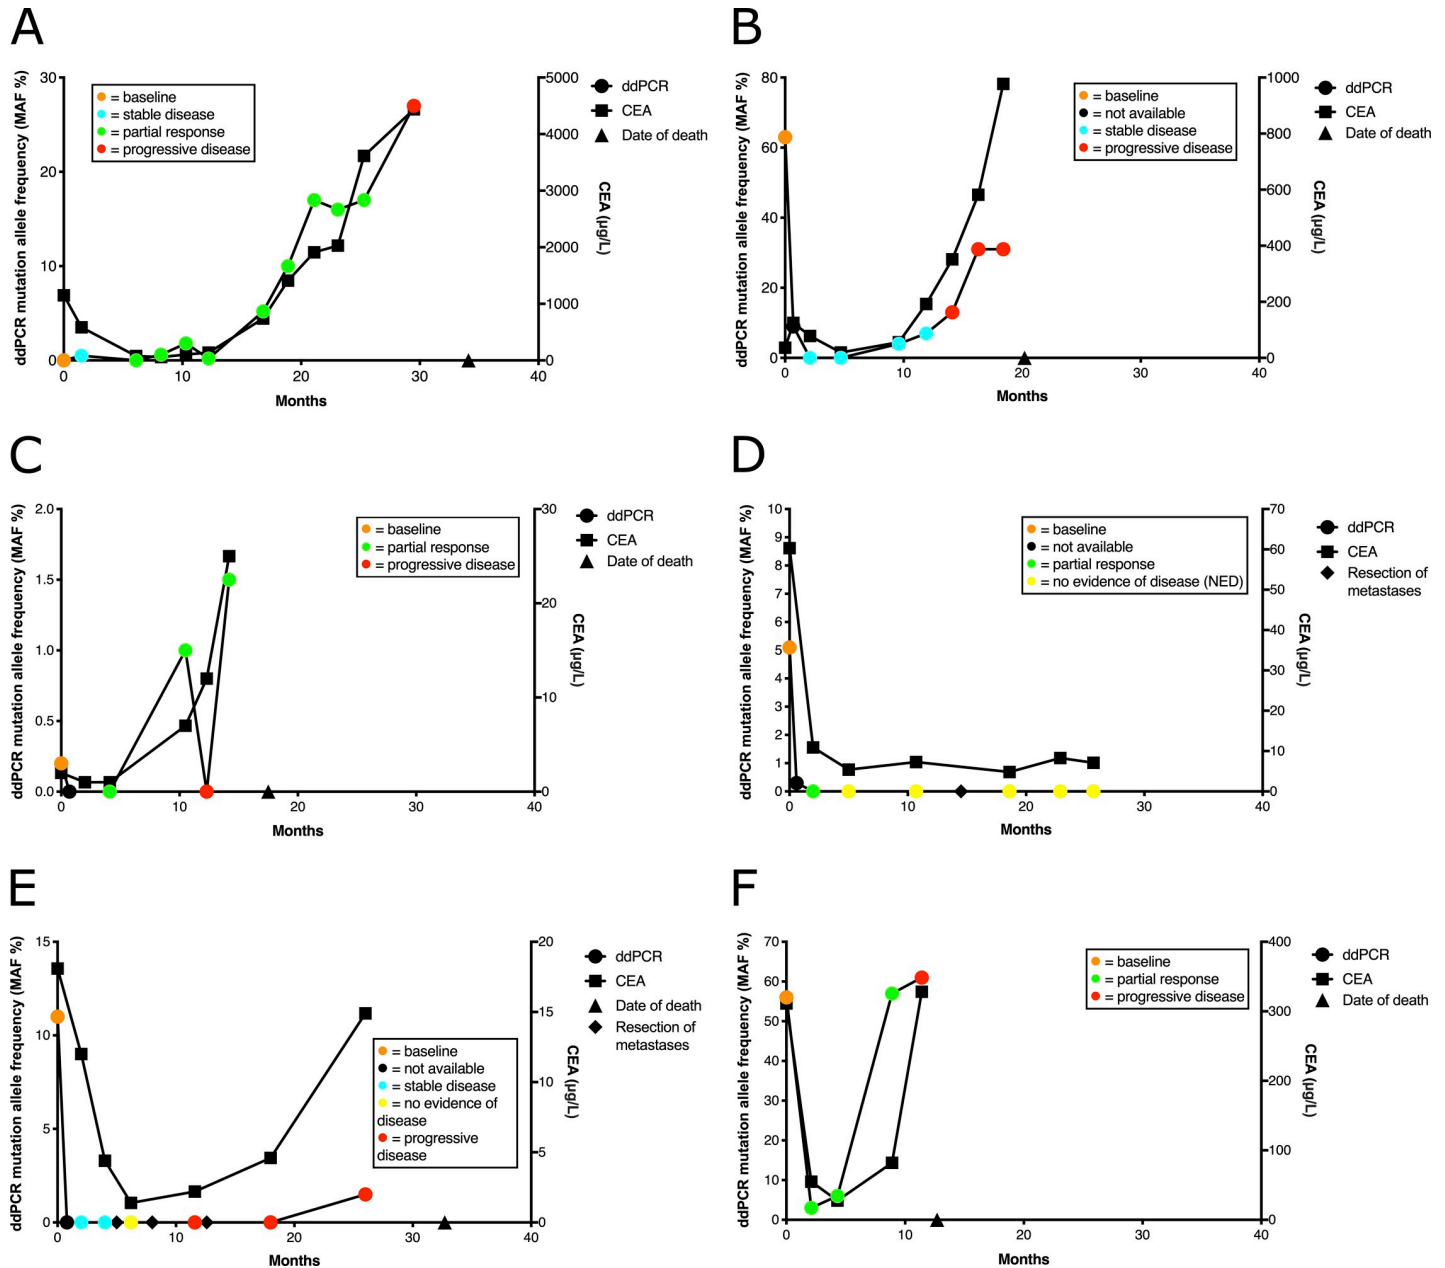 A
ddPCR mutation allele frequency (MAF %)
30
20
10
0
0
10
20
30
40
Months
5000
4000
3000
2000
1000
0
CEA (µg/L)
= baseline
= stable disease
= partial response
= progressive disease
ddPCR
CEA
Date of death
B
ddPCR mutation allele frequency (MAF %)
80
60
40
20
0
0
10
20
30
40
Months
1000
800
600
400
200
0
CEA (µg/L)
= baseline
= not available
= stable disease
= progressive disease
ddPCR
CEA
Date of death
C
ddPCR mutation allele frequency (MAF %)
2.0
1.5
1.0
0.5
0.0
0
10
20
30
40
Months
30
20
10
0
CEA (µg/L)
= baseline
= partial response
= progressive disease
ddPCR
CEA
Date of death
D
ddPCR mutation allele frequency (MAF %)
10
9
8
7
6
5
4
3
2
1
0
0
10
20
30
40
Months
70
60
50
40
30
20
10
0
CEA (µg/L)
= baseline
= not available
= partial response
= no evidence of disease (NED)
ddPCR
CEA
Resection of
metastases
E
ddPCR mutation allele frequency (MAF %)
15
10
5
0
0
10
20
30
40
Months
20
15
10
5
0
CEA (µg/L)
= baseline
= not available
= stable disease
= no evidence of
disease
= progressive
disease
ddPCR
CEA
Date of death
Resection of
metastases
F
ddPCR mutation allele frequency (MAF %)
70
60
50
40
30
20
10
0
0
10
20
30
40
Months
400
300
200
100
0
CEA (µg/L)
= baseline
= partial response
= progressive disease
ddPCR
CEA
Date of death